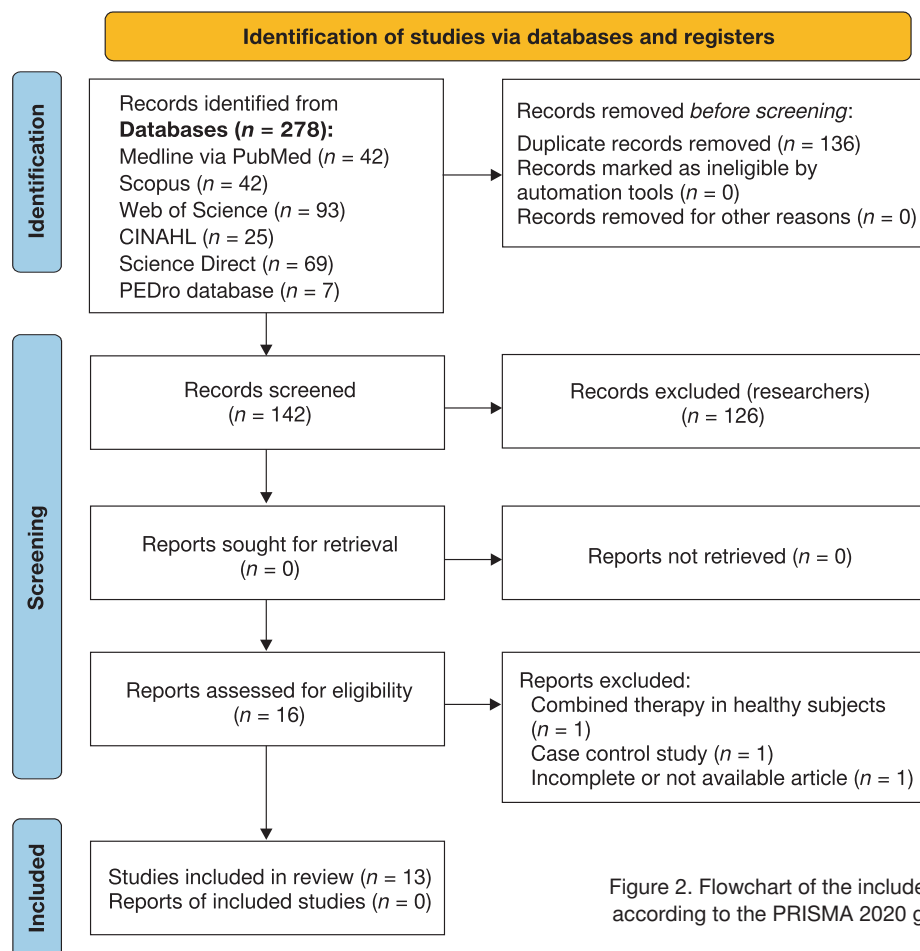 Identification of studies via databases and registers
Identification
Records identified from
Databases (n = 278):
Medline via PubMed (n = 42)
Scopus (n = 42)
Web of Science (n = 93)
CINAHL (n = 25)
Science Direct (n = 69)
PEDro database (n = 7)
Records removed before screening:
Duplicate records removed (n = 136)
Records marked as ineligible by
automation tools (n = 0)
Records removed for other reasons (n = 0)
Screening
Records screened
(n = 142)
Records excluded (researchers)
(n = 126)
Reports sought for retrieval
(n = 0)
Reports not retrieved (n = 0)
Reports assessed for eligibility
(n = 16)
Reports excluded:
Combined therapy in healthy subjects
(n = 1)
Case control study (n = 1)
Incomplete or not available article (n = 1)
Included
Studies included in review (n = 13)
Reports of included studies (n = 0)
Figure 2. Flowchart of the include
according to the PRISMA 2020 g